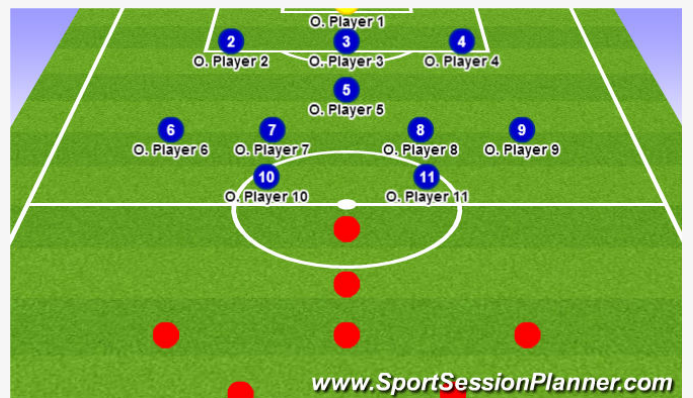 O. Player 1
2 3 4
O. Player 2 O. Player 3 O. Player 4
5
O. Player 5
6 7 8 9
O. Player 6 O. Player 7 O. Player 8 O. Player 9
10 11
O. Player 10 O. Player 11
www.SportSessionPlanner.com